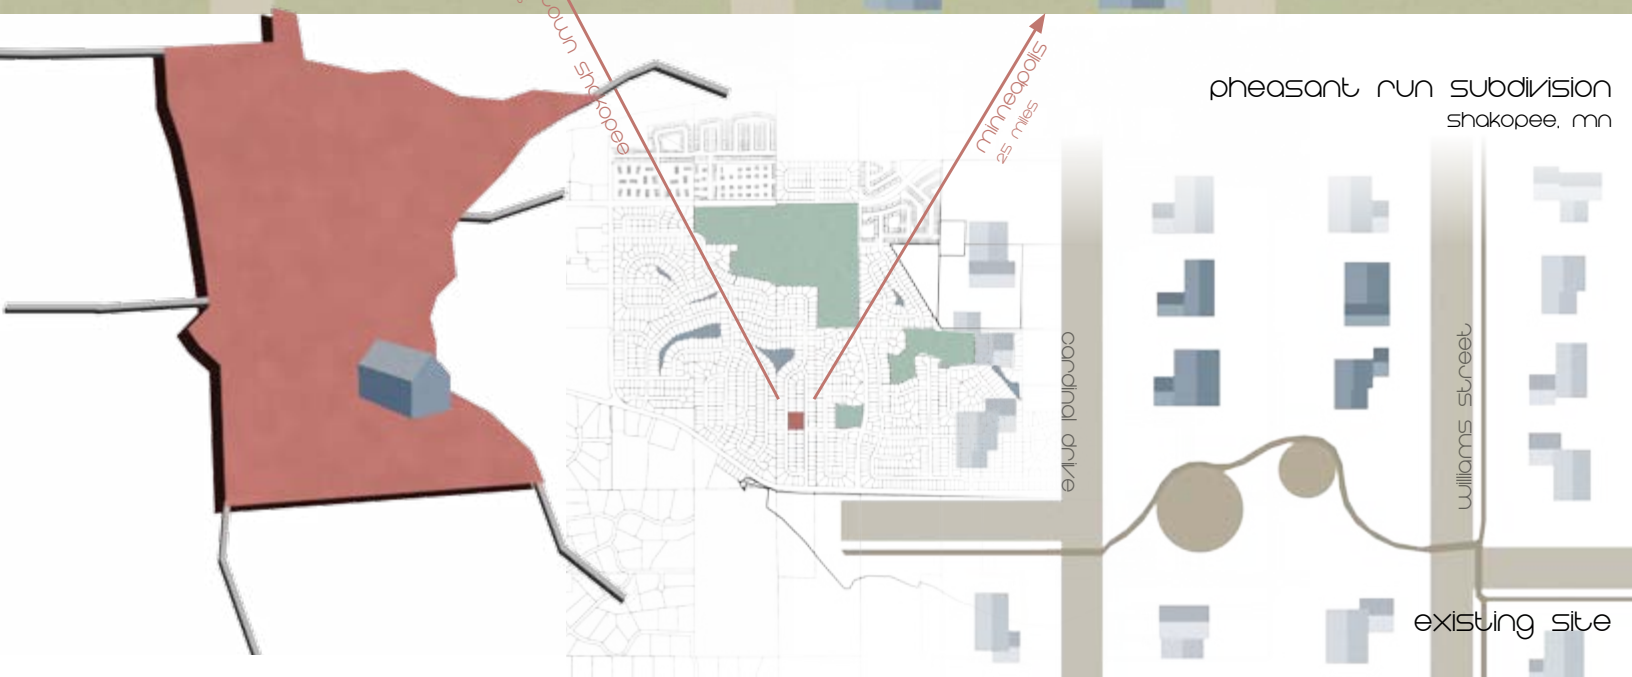 shakopee
minneapolis
25 miles
pheasant run subdivision
shakopee, mn
cardinal drive
williams street
existing site